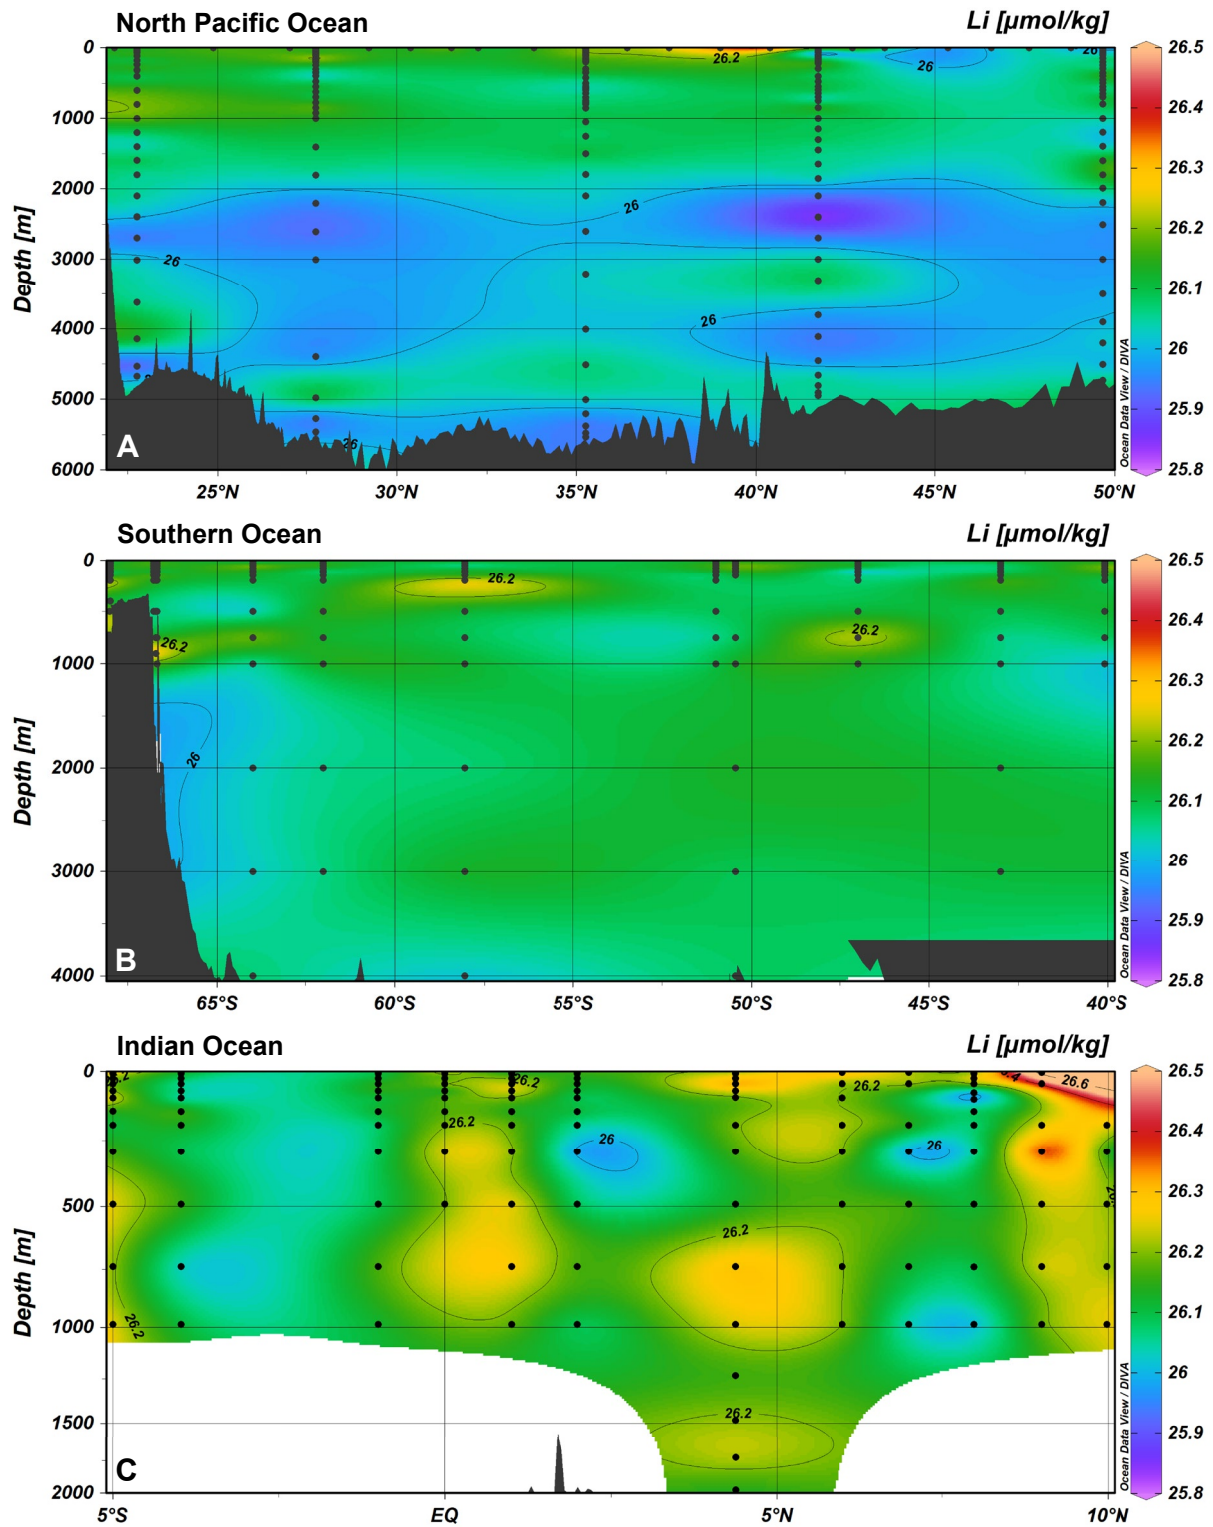 North Pacific Ocean
Li [µmol/kg]
0
1000
2000
3000
4000
5000
6000
Depth [m]
26.2
26
26
26
26
26
26
A
25°N
30°N
35°N
40°N
45°N
50°N
Ocean Data View / DIVA
26.5
26.4
26.3
26.2
26.1
26
25.9
25.8
Southern Ocean
Li [µmol/kg]
0
1000
2000
3000
4000
Depth [m]
26.2
26.2
26.2
26
B
65°S
60°S
55°S
50°S
45°S
40°S
Ocean Data View / DIVA
26.5
26.4
26.3
26.2
26.1
26
25.9
25.8
Indian Ocean
Li [µmol/kg]
0
500
1000
1500
2000
Depth [m]
26.2
26.2
26.6
26.2
26
26
26.2
26.2
26.2
C
5°S
EQ
5°N
10°N
Ocean Data View / DIVA
26.5
26.4
26.3
26.2
26.1
26
25.9
25.8